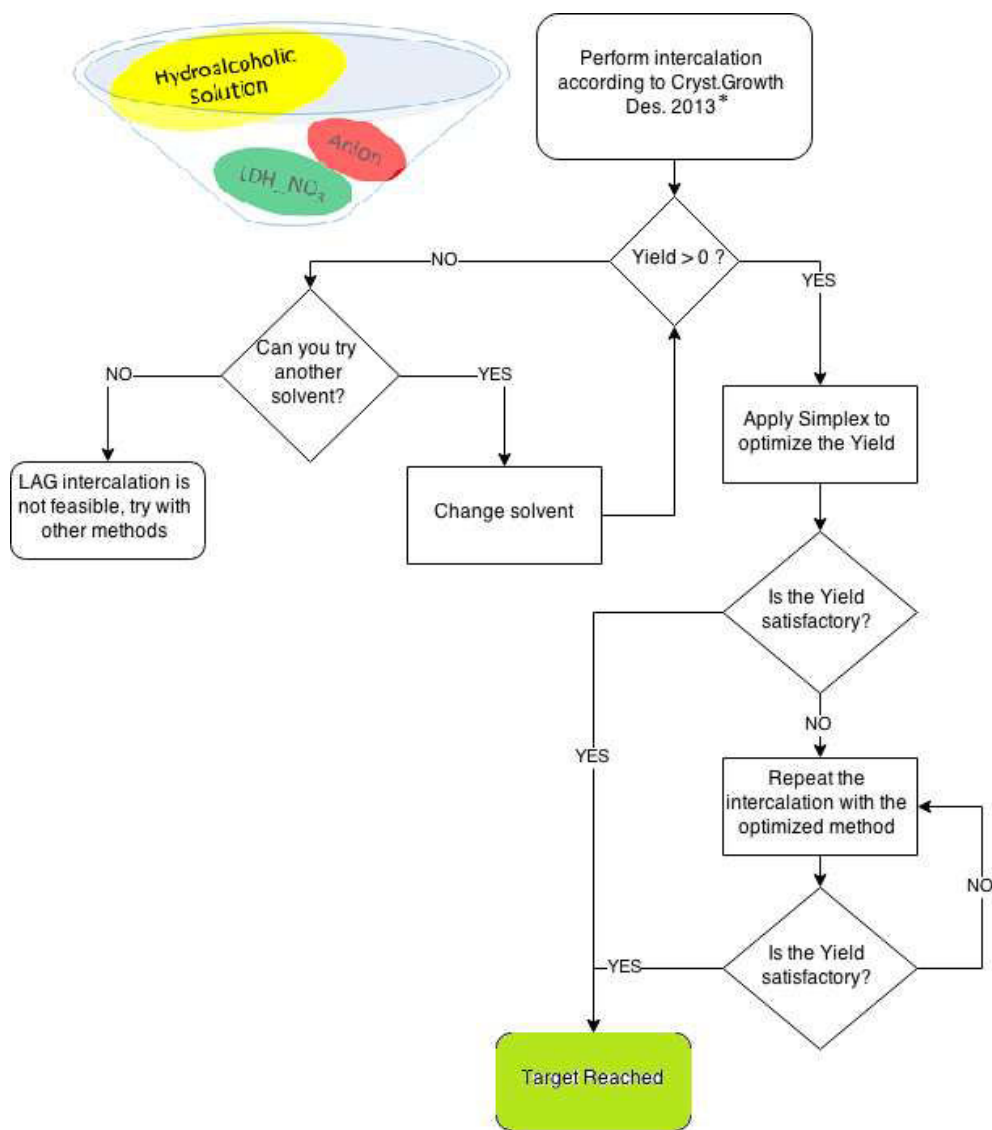 Hydroalcoholic
Solution
Anion
LDH_NO3
Perform intercalation
according to Cryst.Growth
Des. 2013*
Yield > 0 ?
NO
YES
Can you try
another
solvent?
NO
YES
LAG intercalation is
not feasible, try with
other methods
Change solvent
Apply Simplex to
optimize the Yield
Is the Yield
satisfactory?
YES
NO
Repeat the
intercalation with the
optimized method
NO
Is the Yield
satisfactory?
YES
Target Reached